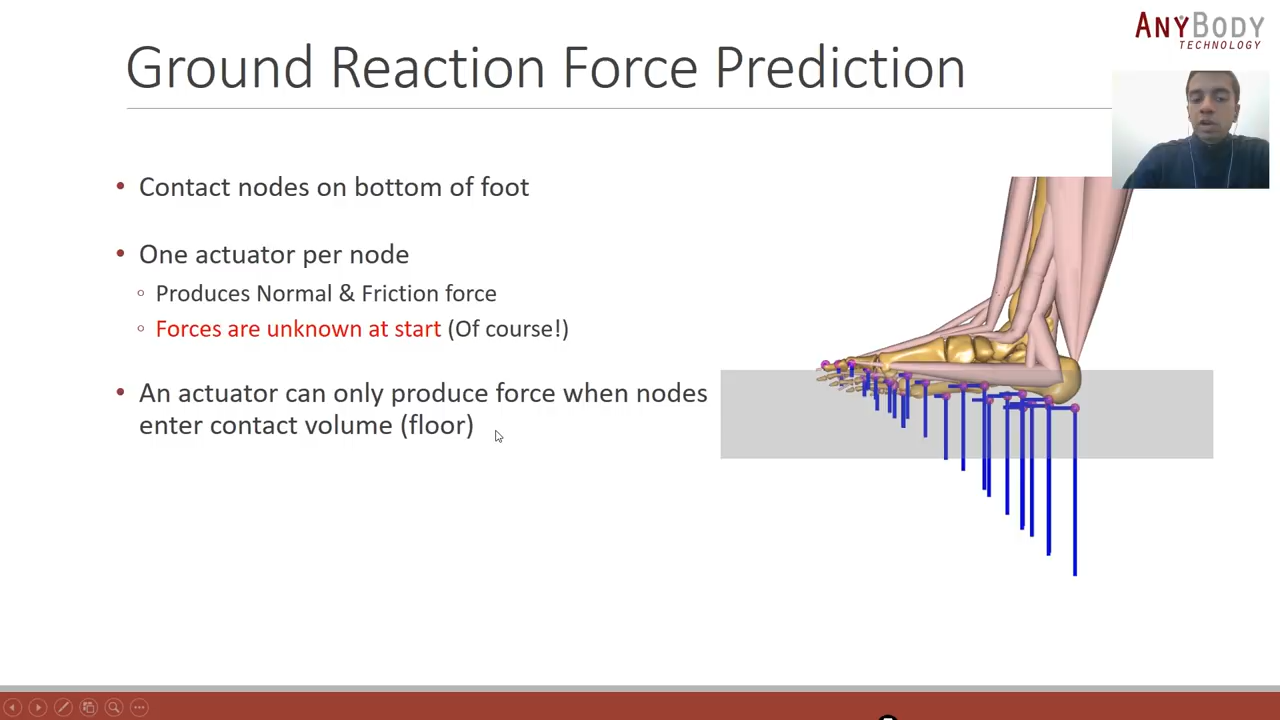 ANYBODY
TECHNOLOGY
Ground Reaction Force Prediction
• Contact nodes on bottom of foot
• One actuator per node
◦ Produces Normal & Friction force
◦ Forces are unknown at start (Of course!)
• An actuator can only produce force when nodes
enter contact volume (floor)